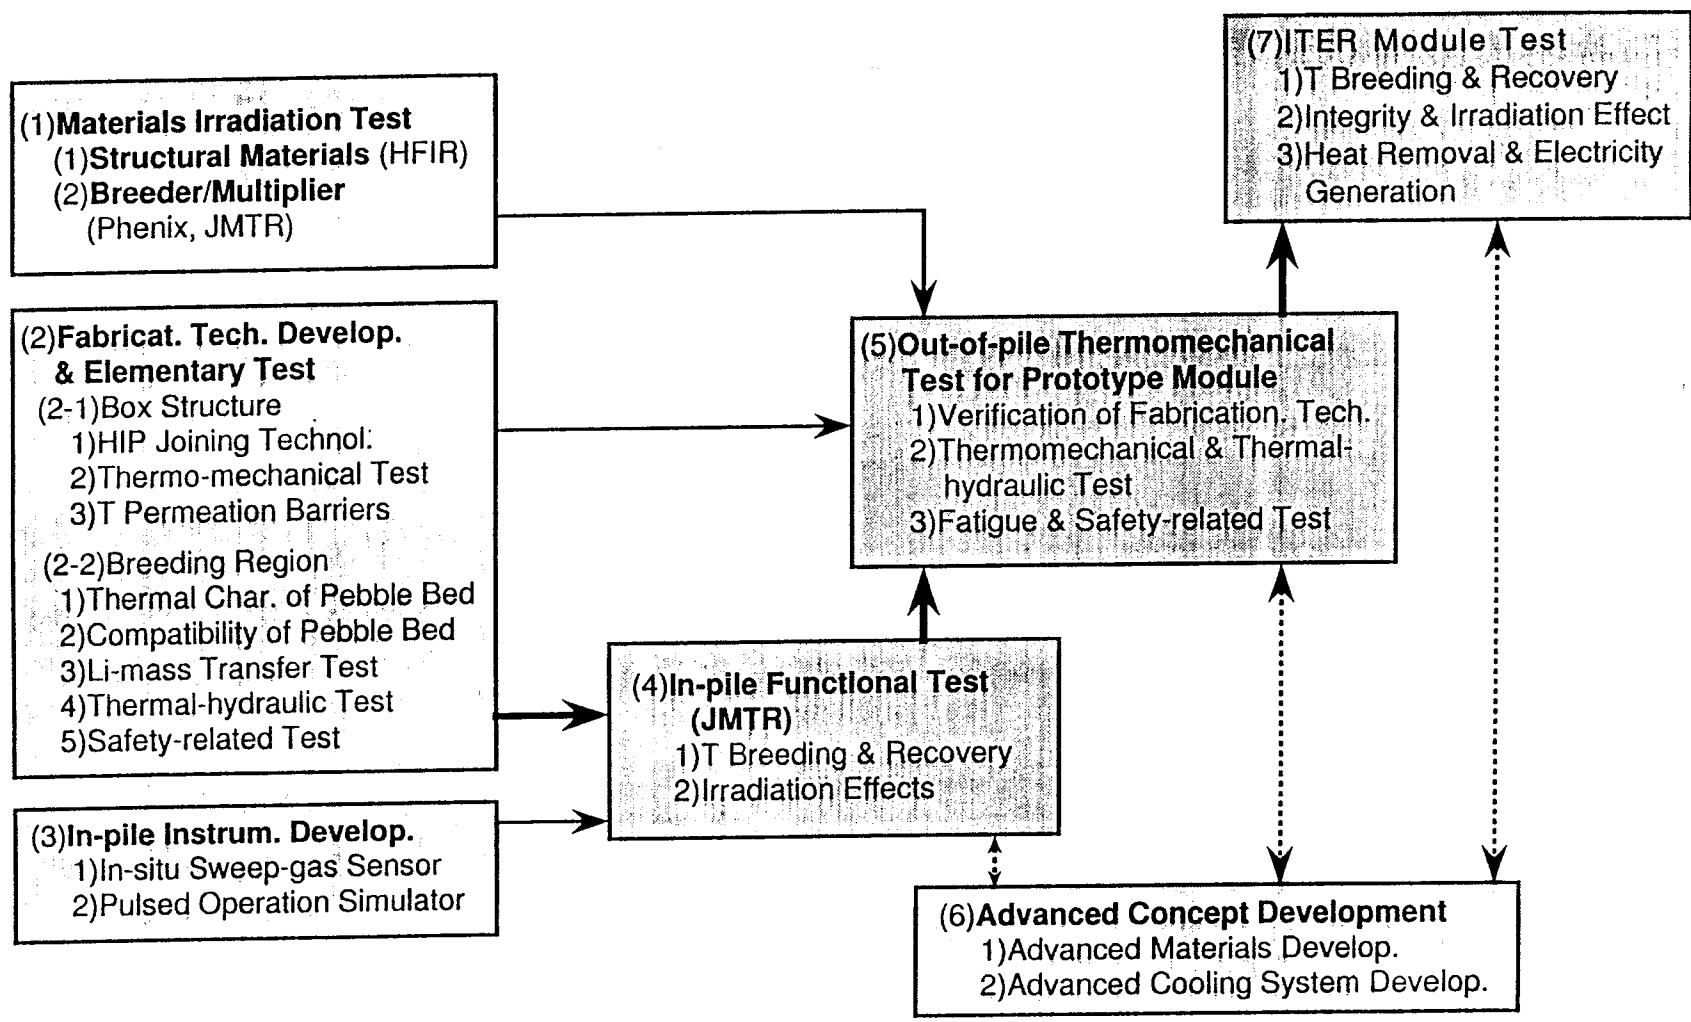 (1)Materials Irradiation Test
(1)Structural Materials (HFIR)
(2)Breeder/Multiplier
(Phenix, JMTR)
(2)Fabricat. Tech. Develop.
& Elementary Test
(2-1)Box Structure
1)HIP Joining Technol.
2)Thermo-mechanical Test
3)T Permeation Barriers
(2-2)Breeding Region
1)Thermal Char. of Pebble Bed
2)Compatibility of Pebble Bed
3)Li-mass Transfer Test
4)Thermal-hydraulic Test
5)Safety-related Test
(3)In-pile Instrum. Develop.
1)In-situ Sweep-gas Sensor
2)Pulsed Operation Simulator
(4)In-pile Functional Test
(JMTR)
1)T Breeding & Recovery
2)Irradiation Effects
(5)Out-of-pile Thermomechanical
Test for Prototype Module
1)Verification of Fabrication. Tech.
2)Thermomechanical & Thermal-
hydraulic Test
3)Fatigue & Safety-related Test
(6)Advanced Concept Development
1)Advanced Materials Develop.
2)Advanced Cooling System Develop.
(7)ITER Module Test
1)T Breeding & Recovery
2)Integrity & Irradiation Effect
3)Heat Removal & Electricity
Generation